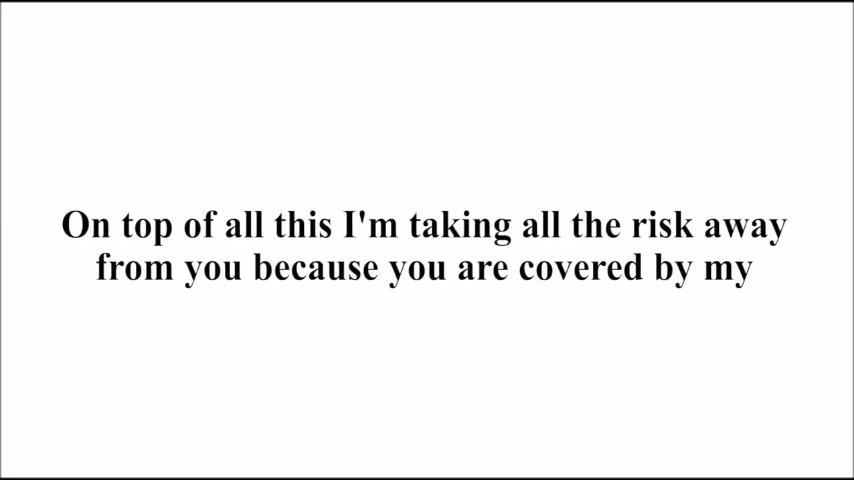 On top of all this I'm taking all the risk away
from you because you are covered by my